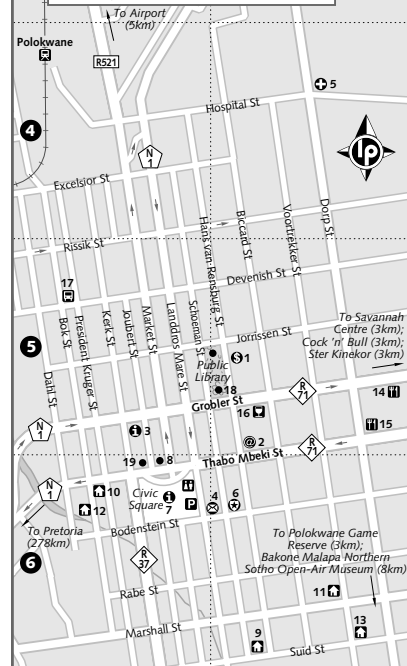 To Airport
(5km)
Polokwane
R521
5
Hospital St
4
N
1
lp
Excelsior St
Hans van Rensburg St
Biccard St
Voortrekker St
Dorp St
Rissik St
Devenish St
17
Bok St
President Kruger St
Kerk St
Joubert St
Market St
Landdros Mare St
Schoeman St
Jorrissen St
To Savannah
Centre (3km);
Cock 'n' Bull (3km);
Ster Kinekor (3km)
5
Dahl St
Public
Library
1
18
R
71
14
Grobler St
16
15
N
1
3
2
R
71
19
8
Thabo Mbeki St
N
1
10
12
Civic
Square
7
P
4
6
To Pretoria
(278km)
Bodenstein St
6
R
37
To Polokwane Game
Reserve (3km);
Bakone Malapa Northern
Sotho Open-Air Museum (8km)
Rabe St
11
Marshall St
9
13
Suid St